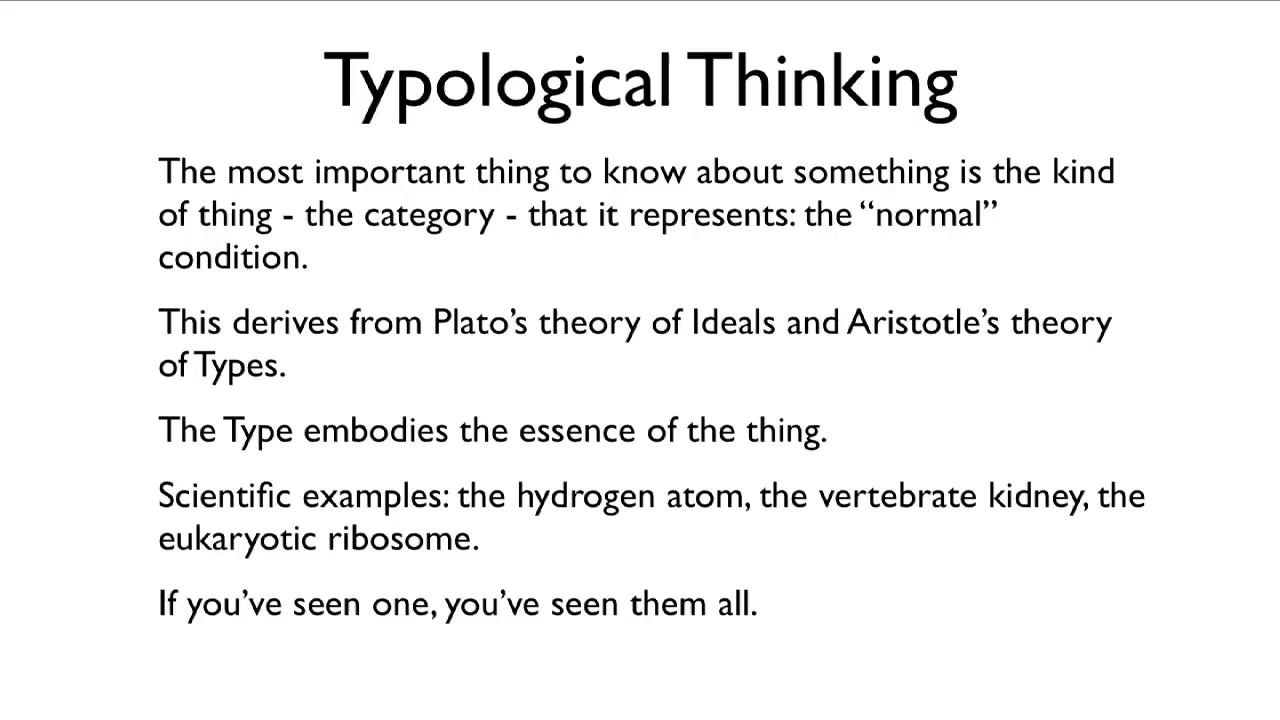 Typological Thinking
The most important thing to know about something is the kind
of thing - the category - that it represents: the “normal”
condition.
This derives from Plato’s theory of Ideals and Aristotle’s theory
of Types.
The Type embodies the essence of the thing.
Scientific examples: the hydrogen atom, the vertebrate kidney, the
eukaryotic ribosome.
If you’ve seen one, you’ve seen them all.